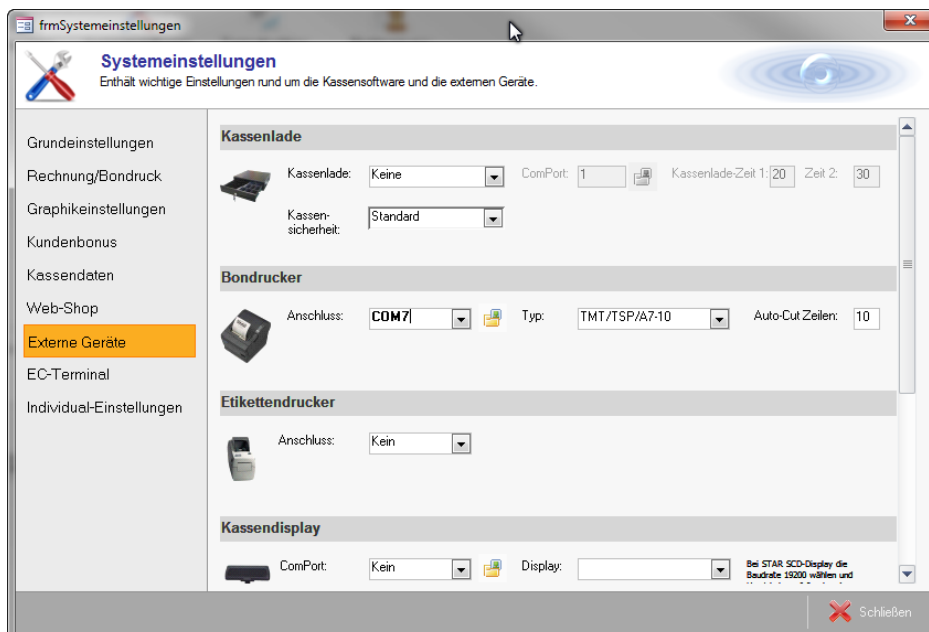 frmSystemeinstellungen
Systemeinstellungen
Enthält wichtige Einstellungen rund um die Kassensoftware und die externen Geräte.
Grundeinstellungen
Rechnung/Bondruck
Graphikeinstellungen
Kundenbonus
Kassendaten
Web-Shop
Externe Geräte
EC-Terminal
Individual-Einstellungen
Kassenlade
Kassenlade: Keine ComPort: 1 Kassenlade-Zeit 1: 20 Zeit 2: 30
Kassen-
sicherheit: Standard
Bondrucker
Anschluss: COM7 Typ: TMT/TSP/A7-10 Auto-Cut Zeilen: 10
Etikettendrucker
Anschluss: Kein
Kassendisplay
ComPort: Kein Display: Bei STAR SCD-Display die
Baudrate 19200 wählen und
Schließen